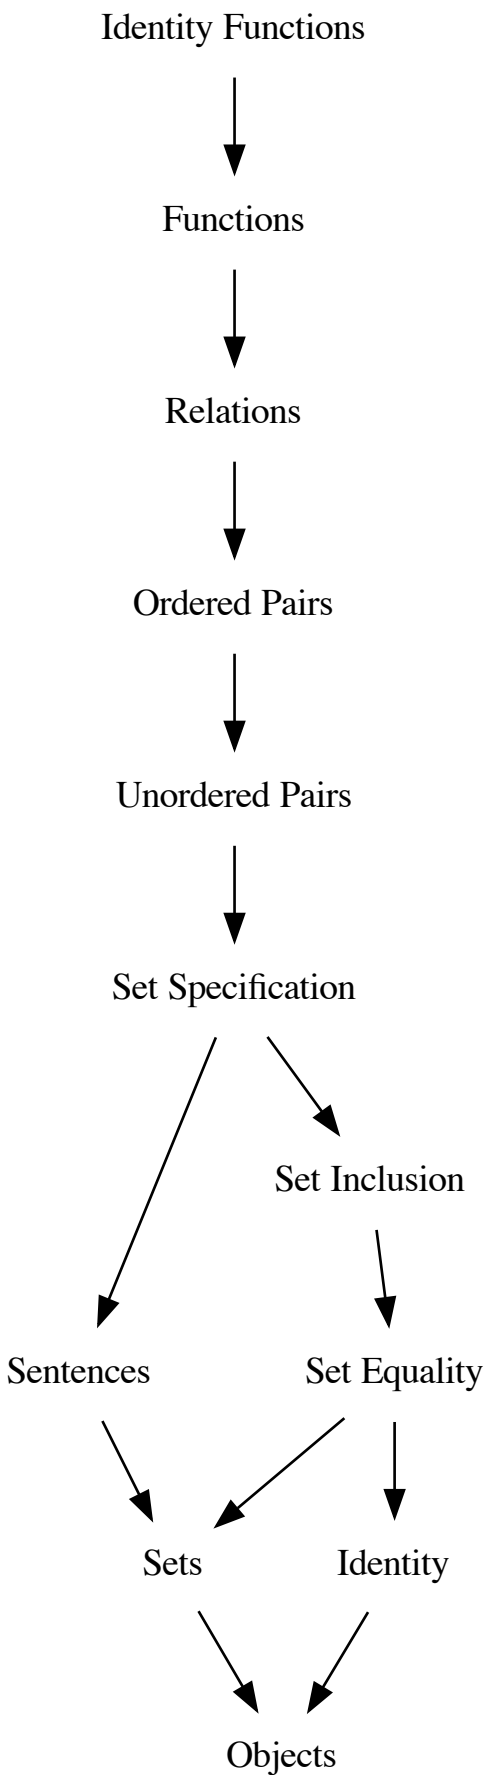 Identity Functions
Functions
Relations
Ordered Pairs
Unordered Pairs
Set Specification
Set Inclusion
Sentences
Set Equality
Sets
Identity
Objects